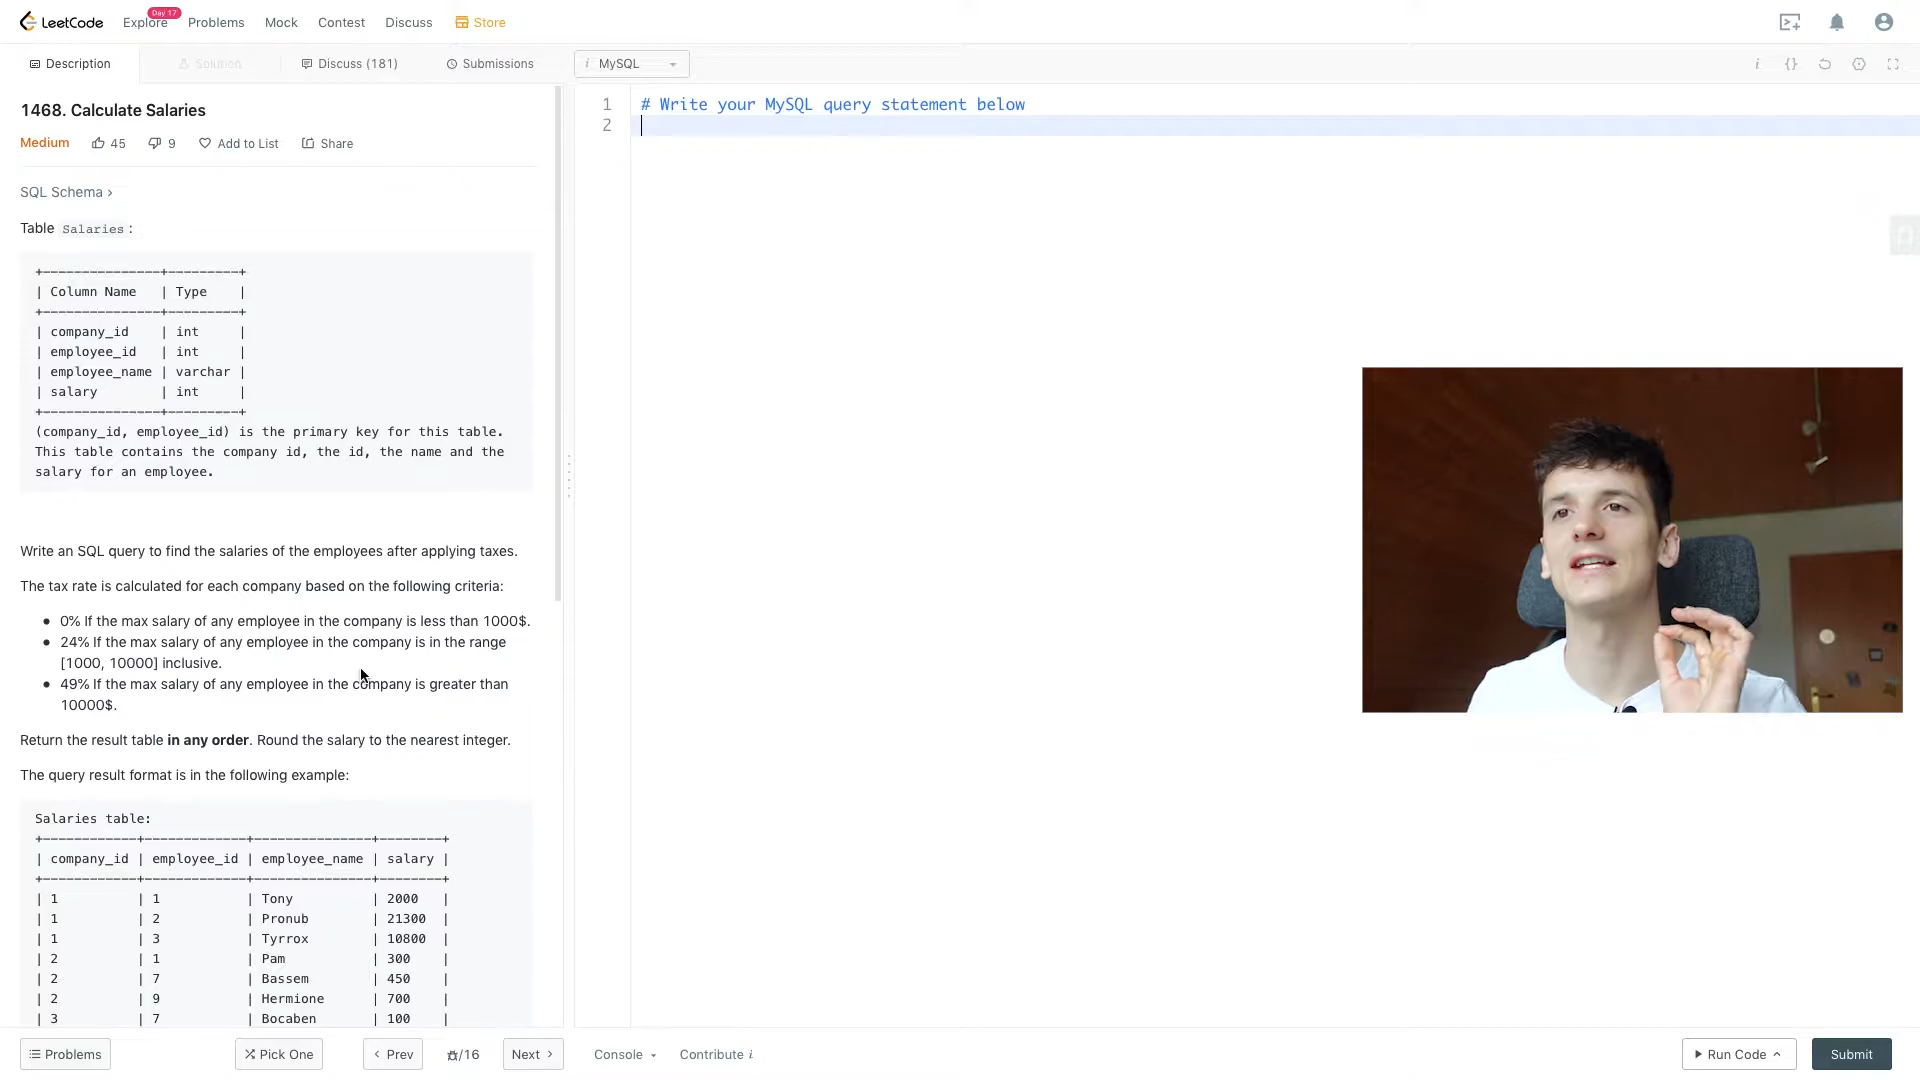 LeetCode
Explore
Day 17
Problems
Mock
Contest
Discuss
Store
Description
Solution
Discuss (181)
Submissions
i MySQL
i {}
1468. Calculate Salaries
Medium 45 9 Add to List Share
SQL Schema ›
Table Salaries:
+---------------+---------+
| Column Name   | Type    |
+---------------+---------+
| company_id    | int     |
| employee_id   | int     |
| employee_name | varchar |
| salary        | int     |
+---------------+---------+
(company_id, employee_id) is the primary key for this table.
This table contains the company id, the id, the name and the
salary for an employee.
Write an SQL query to find the salaries of the employees after applying taxes.
The tax rate is calculated for each company based on the following criteria:
• 0% If the max salary of any employee in the company is less than 1000$.
• 24% If the max salary of any employee in the company is in the range
[1000, 10000] inclusive.
• 49% If the max salary of any employee in the company is greater than
10000$.
Return the result table in any order. Round the salary to the nearest integer.
The query result format is in the following example:
Salaries table:
+------------+-------------+---------------+--------+
| company_id | employee_id | employee_name | salary |
+------------+-------------+---------------+--------+
| 1          | 1           | Tony          | 2000   |
| 1          | 2           | Pronub        | 21300  |
| 1          | 3           | Tyrrox        | 10800  |
| 2          | 1           | Pam           | 300    |
| 2          | 7           | Bassem        | 450    |
| 2          | 9           | Hermione      | 700    |
| 3          | 7           | Bocaben       | 100    |
1 # Write your MySQL query statement below
2
Problems
Pick One
‹ Prev
/16
Next ›
Console
Contribute i
Run Code
Submit